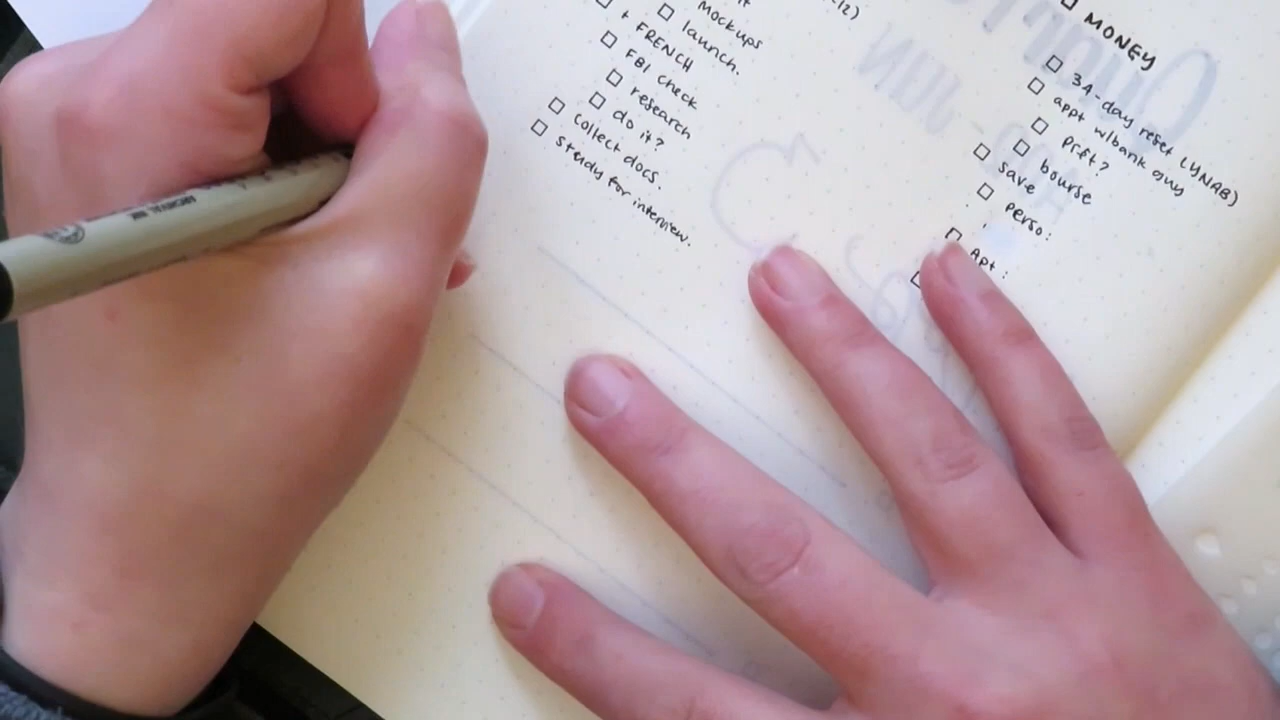 Mockups
launch.
+ FRENCH
FBI check
research
do it?
collect docs.
study for interview.
MONEY
34-day reset (YNAB)
appt w/bank guy
Prêt?
bourse
save
perso:
Apt: